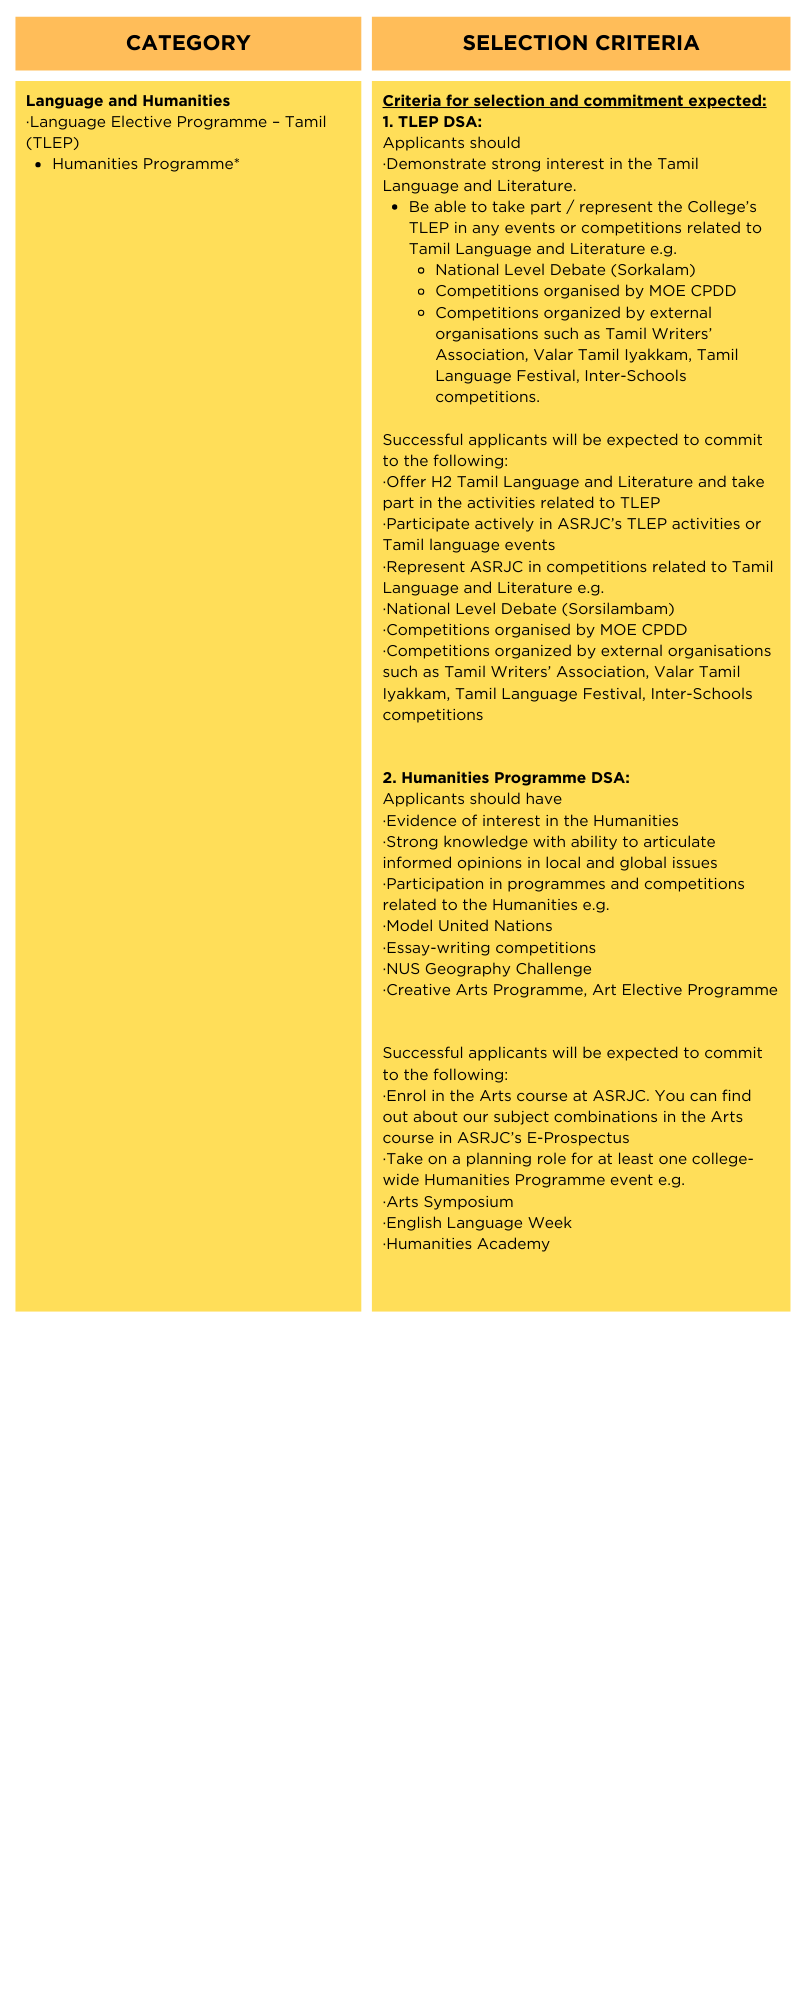 CATEGORY
SELECTION CRITERIA
Language and Humanities
·Language Elective Programme – Tamil
(TLEP)
• Humanities Programme*
Criteria for selection and commitment expected:
1. TLEP DSA:
Applicants should
·Demonstrate strong interest in the Tamil
Language and Literature.
• Be able to take part / represent the College's
TLEP in any events or competitions related to
Tamil Language and Literature e.g.
◦ National Level Debate (Sorkalam)
◦ Competitions organised by MOE CPDD
◦ Competitions organized by external
organisations such as Tamil Writers'
Association, Valar Tamil Iyakkam, Tamil
Language Festival, Inter-Schools
competitions.
Successful applicants will be expected to commit
to the following:
·Offer H2 Tamil Language and Literature and take
part in the activities related to TLEP
·Participate actively in ASRJC's TLEP activities or
Tamil language events
·Represent ASRJC in competitions related to Tamil
Language and Literature e.g.
·National Level Debate (Sorsilambam)
·Competitions organised by MOE CPDD
·Competitions organized by external organisations
such as Tamil Writers' Association, Valar Tamil
Iyakkam, Tamil Language Festival, Inter-Schools
competitions
2. Humanities Programme DSA:
Applicants should have
·Evidence of interest in the Humanities
·Strong knowledge with ability to articulate
informed opinions in local and global issues
·Participation in programmes and competitions
related to the Humanities e.g.
·Model United Nations
·Essay-writing competitions
·NUS Geography Challenge
·Creative Arts Programme, Art Elective Programme
Successful applicants will be expected to commit
to the following:
·Enrol in the Arts course at ASRJC. You can find
out about our subject combinations in the Arts
course in ASRJC's E-Prospectus
·Take on a planning role for at least one college-
wide Humanities Programme event e.g.
·Arts Symposium
·English Language Week
·Humanities Academy